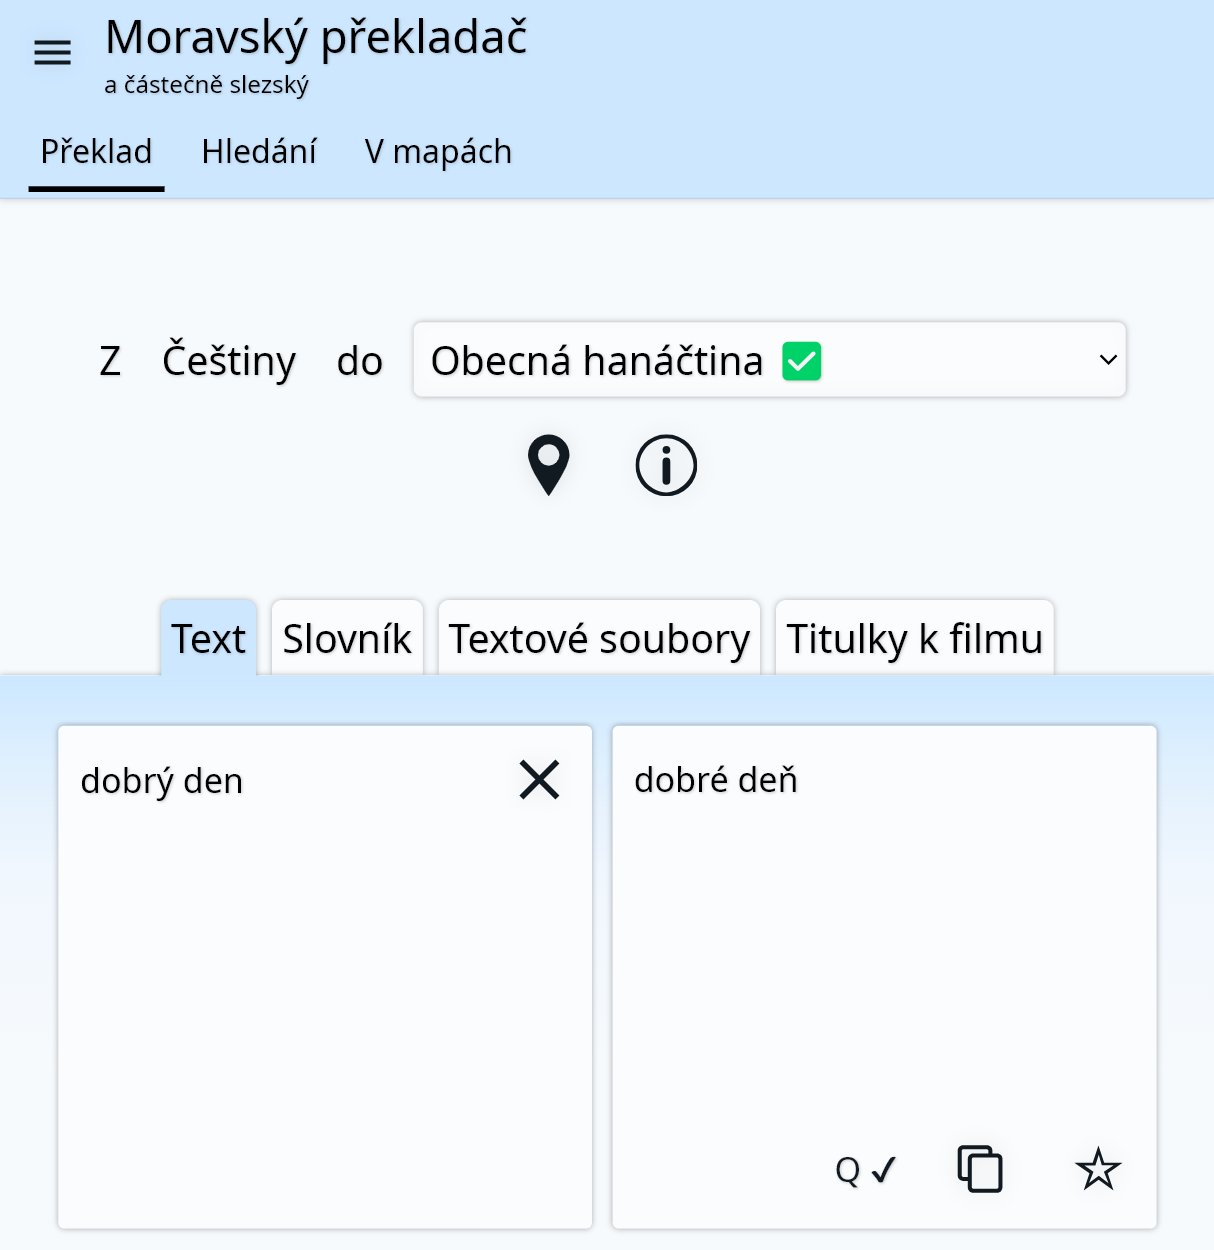 Moravský překladač
a částečně slezský
Překlad Hledání V mapách
Z Češtiny do Obecná hanáčtina ✅
Text Slovník Textové soubory Titulky k filmu
dobrý den
dobré deň
Q ✓